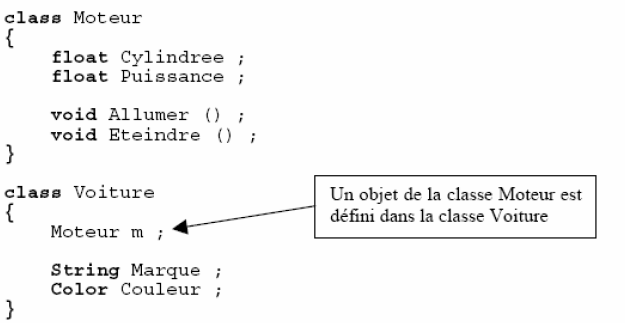 class Moteur
{
float Cylindree ;
float Puissance ;
void Allumer () ;
void Eteindre () ;
}
class Voiture
{
Moteur m ;
String Marque ;
Color Couleur ;
}
Un objet de la classe Moteur est
défini dans la classe Voiture